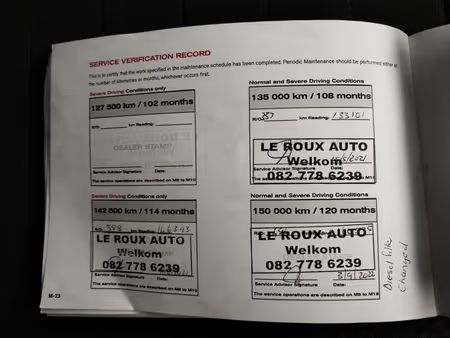 SERVICE VERIFICATION RECORD
This is to certify that the work specified in the maintenance schedule has been completed. Periodic Maintenance should be performed either at
the number of kilometres or months, whichever occurs first.
Severe Driving Conditions only
127 500 km / 102 months
R/O: km Reading:
DEALER STAMP
Service Advisor Signature Date:
The service operations are described on M8 to M10
Normal and Severe Driving Conditions
135 000 km / 108 months
R/O: km Reading: 133101
LE ROUX AUTO
Welkom
082 778 6239
Service Advisor Signature Date:
The service operations are described on M8 to M10
Severe Driving Conditions only
142 500 km / 114 months
LE ROUX AUTO
Welkom
082 778 6239
Service Advisor Signature
The service operations are described on M8 to M10
Normal and Severe Driving Conditions
150 000 km / 120 months
LE ROUX AUTO
Welkom
082 778 6239
Service Advisor Signature Date:
The service operations are described on M8 to M10
Diesel filter
Changed
M-23